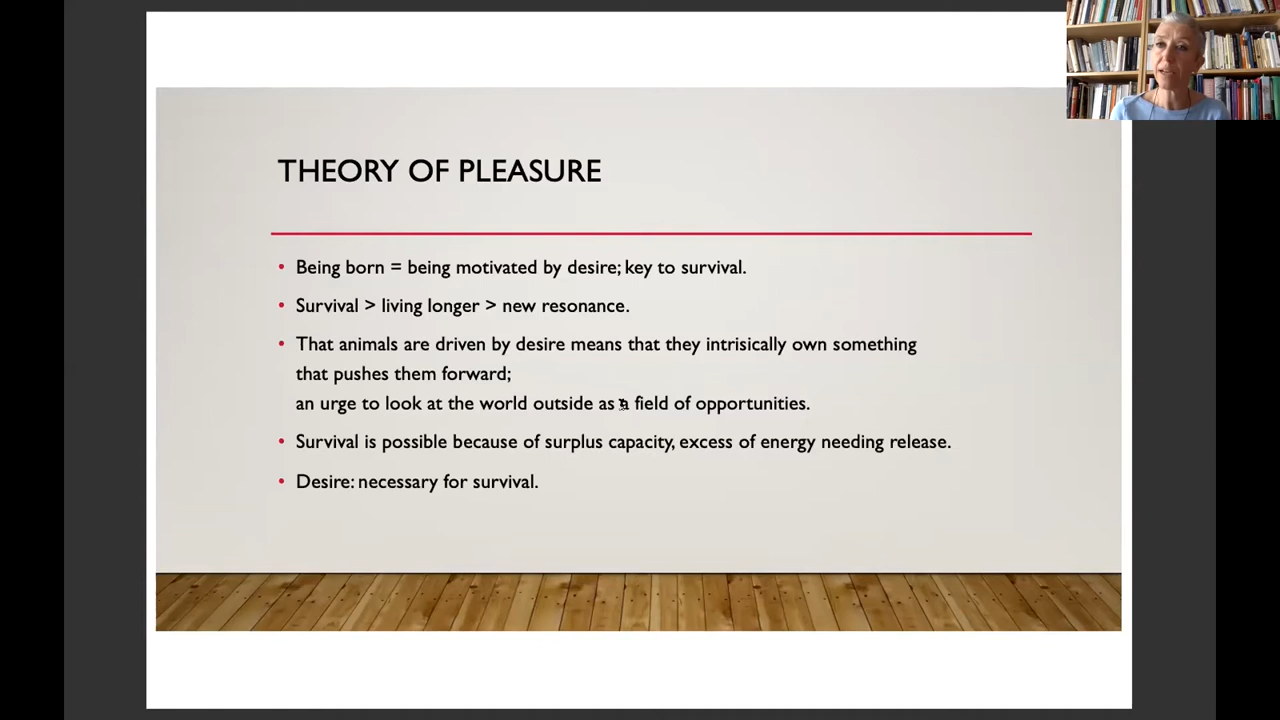 THEORY OF PLEASURE
• Being born = being motivated by desire; key to survival.
• Survival > living longer > new resonance.
• That animals are driven by desire means that they intrisically own something
that pushes them forward;
an urge to look at the world outside as a field of opportunities.
• Survival is possible because of surplus capacity, excess of energy needing release.
• Desire: necessary for survival.